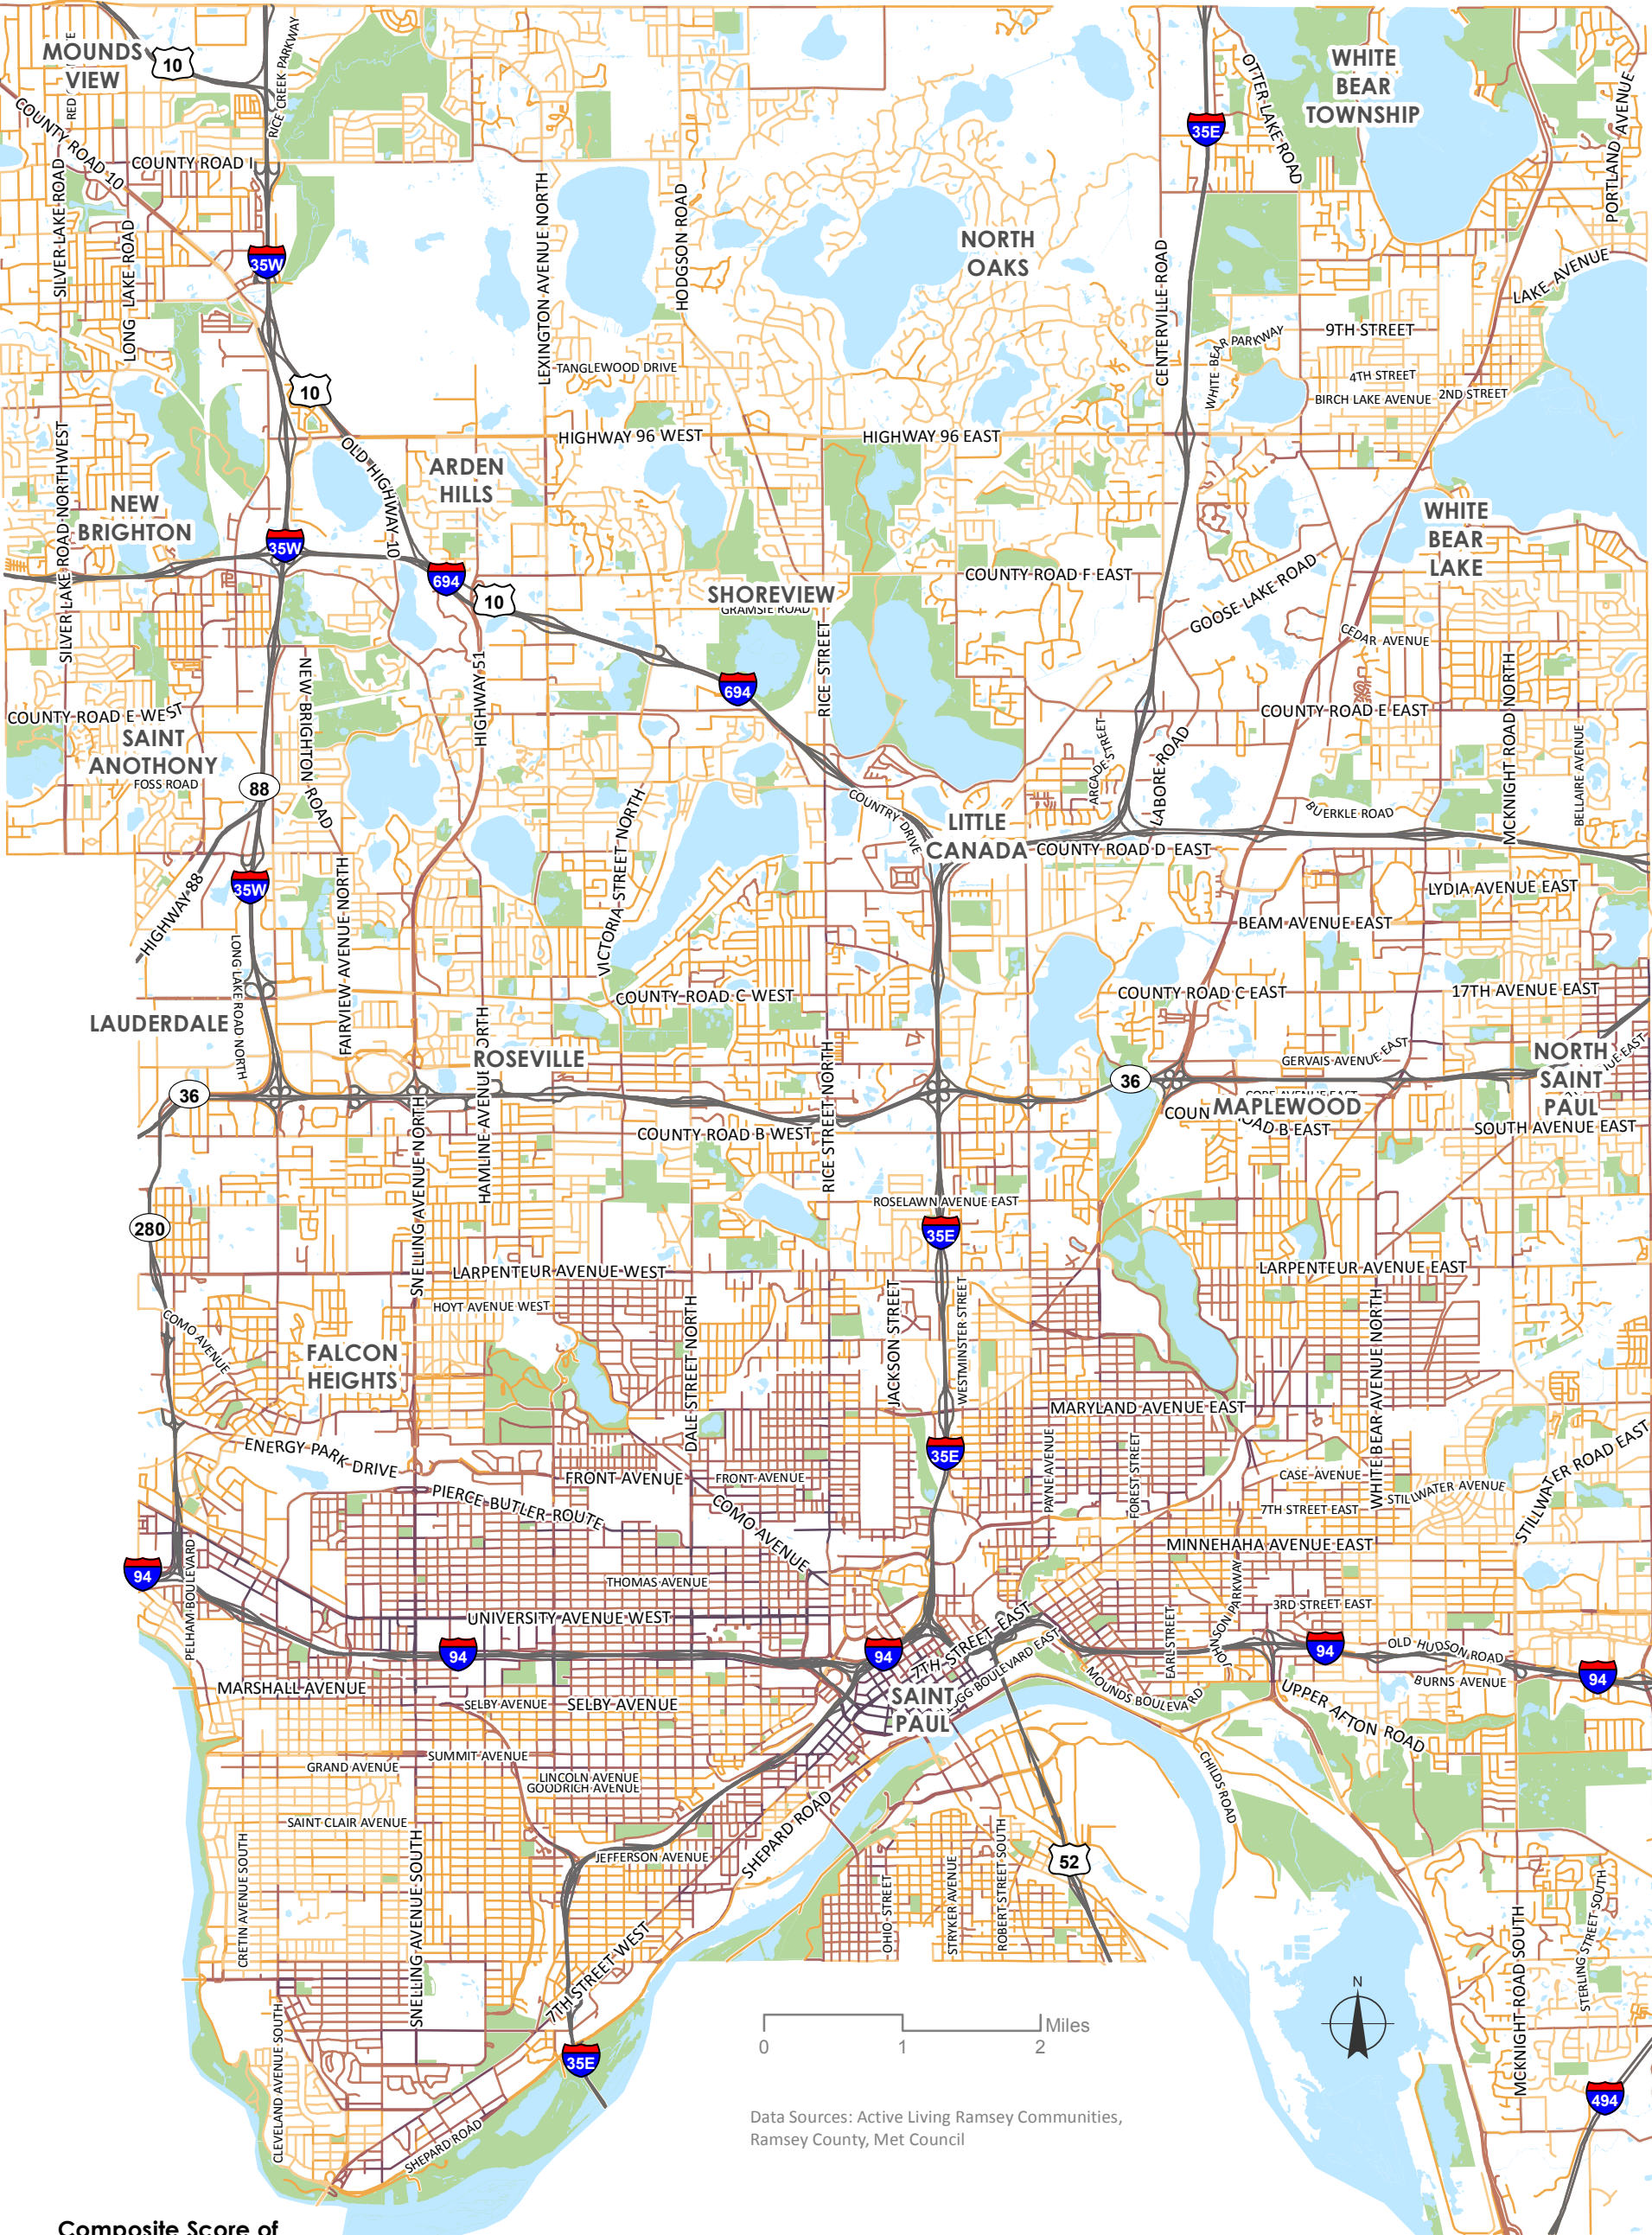 MOUNDS
VIEW
10
RICE CREEK PARKWAY
WHITE
BEAR
TOWNSHIP
OTTER LAKE ROAD
PORTLAND AVENUE
35E
RED
COUNTY ROAD 10
COUNTY ROAD I
SILVER LAKE ROAD
LONG LAKE ROAD
35W
LEXINGTON AVENUE NORTH
HODGSON ROAD
NORTH
OAKS
CENTERVILLE ROAD
LAKE AVENUE
WHITE BEAR PARKWAY
9TH STREET
4TH STREET
BIRCH LAKE AVENUE
2ND STREET
TANGLEWOOD DRIVE
10
OLD HIGHWAY 10
HIGHWAY 96 WEST
HIGHWAY 96 EAST
ARDEN
HILLS
SILVER LAKE ROAD NORTHWEST
NEW
BRIGHTON
35W
694
10
WHITE
BEAR
LAKE
COUNTY ROAD F EAST
GOOSE LAKE ROAD
SHOREVIEW
GRAMSIE ROAD
CEDAR AVENUE
RICE STREET
694
HIGHWAY 51
NEW BRIGHTON ROAD
COUNTY ROAD E WEST
SAINT
ANOTHONY
FOSS ROAD
88
COUNTY ROAD E EAST
MCKNIGHT ROAD NORTH
BELLAIRE AVENUE
ARCADE STREET
LABORE ROAD
BUERKLE ROAD
COUNTRY DRIVE
LITTLE
CANADA
COUNTY ROAD D EAST
VICTORIA STREET NORTH
HIGHWAY 88
35W
LYDIA AVENUE EAST
BEAM AVENUE EAST
LONG LAKE ROAD NORTH
FAIRVIEW AVENUE NORTH
COUNTY ROAD C WEST
COUNTY ROAD C EAST
17TH AVENUE EAST
LAUDERDALE
ROSEVILLE
GERVAIS AVENUE EAST
NORTH
SAINT
PAUL
36
36
MAPLEWOOD
COUN
OAD B EAST
COUNTY ROAD B WEST
SOUTH AVENUE EAST
HAMLINE AVENUE NORTH
SNELLING AVENUE NORTH
RICE STREET NORTH
280
ROSELAWN AVENUE EAST
35E
LARPENTEUR AVENUE WEST
LARPENTEUR AVENUE EAST
HOYT AVENUE WEST
COMO AVENUE
FALCON
HEIGHTS
DALE STREET NORTH
JACKSON STREET
WESTMINSTER STREET
WHITE BEAR AVENUE NORTH
MARYLAND AVENUE EAST
35E
ENERGY PARK DRIVE
FRONT AVENUE
FRONT AVENUE
PAYNE AVENUE
FOREST STREET
CASE AVENUE
STILLWATER AVENUE
STILLWATER ROAD EAST
7TH STREET EAST
PIERCE BUTLER ROUTE
COMO AVENUE
MINNEHAHA AVENUE EAST
94
PELHAM BOULEVARD
THOMAS AVENUE
UNIVERSITY AVENUE WEST
3RD STREET EAST
94
94
7TH STREET EAST
EARL STREET
JOHNSON PARKWAY
94
OLD HUDSON ROAD
94
BURNS AVENUE
MARSHALL AVENUE
SELBY AVENUE
SELBY AVENUE
SAINT
PAUL
GG BOULEVARD EAST
MOUNDS BOULEVA
UPPER AFTON ROAD
SUMMIT AVENUE
GRAND AVENUE
LINCOLN AVENUE
GOODRICH AVENUE
CHILDS ROAD
SAINT CLAIR AVENUE
SHEPARD ROAD
JEFFERSON AVENUE
52
CRETIN AVENUE SOUTH
SNELLING AVENUE SOUTH
OHIO STREET
STRYKER AVENUE
ROBERT STREET SOUTH
STERLING STREET SOUTH
MCKNIGHT ROAD SOUTH
7TH STREET WEST
CLEVELAND AVENUE SOUTH
35E
SHEPARD ROAD
N
Miles
0 1 2
494
Data Sources: Active Living Ramsey Communities,
Ramsey County, Met Council
Composite Score of